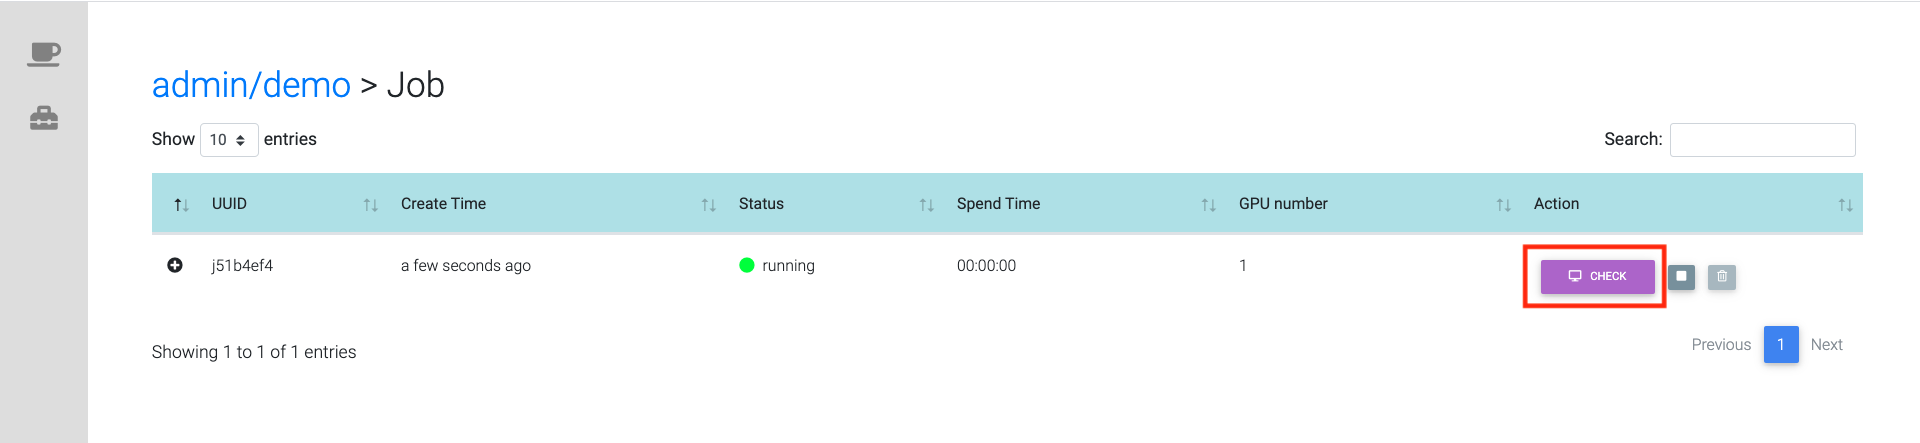 admin/demo > Job
Show 10 entries Search:
UUID Create Time Status Spend Time GPU number Action
j51b4ef4 a few seconds ago running 00:00:00 1 CHECK
Showing 1 to 1 of 1 entries Previous 1 Next